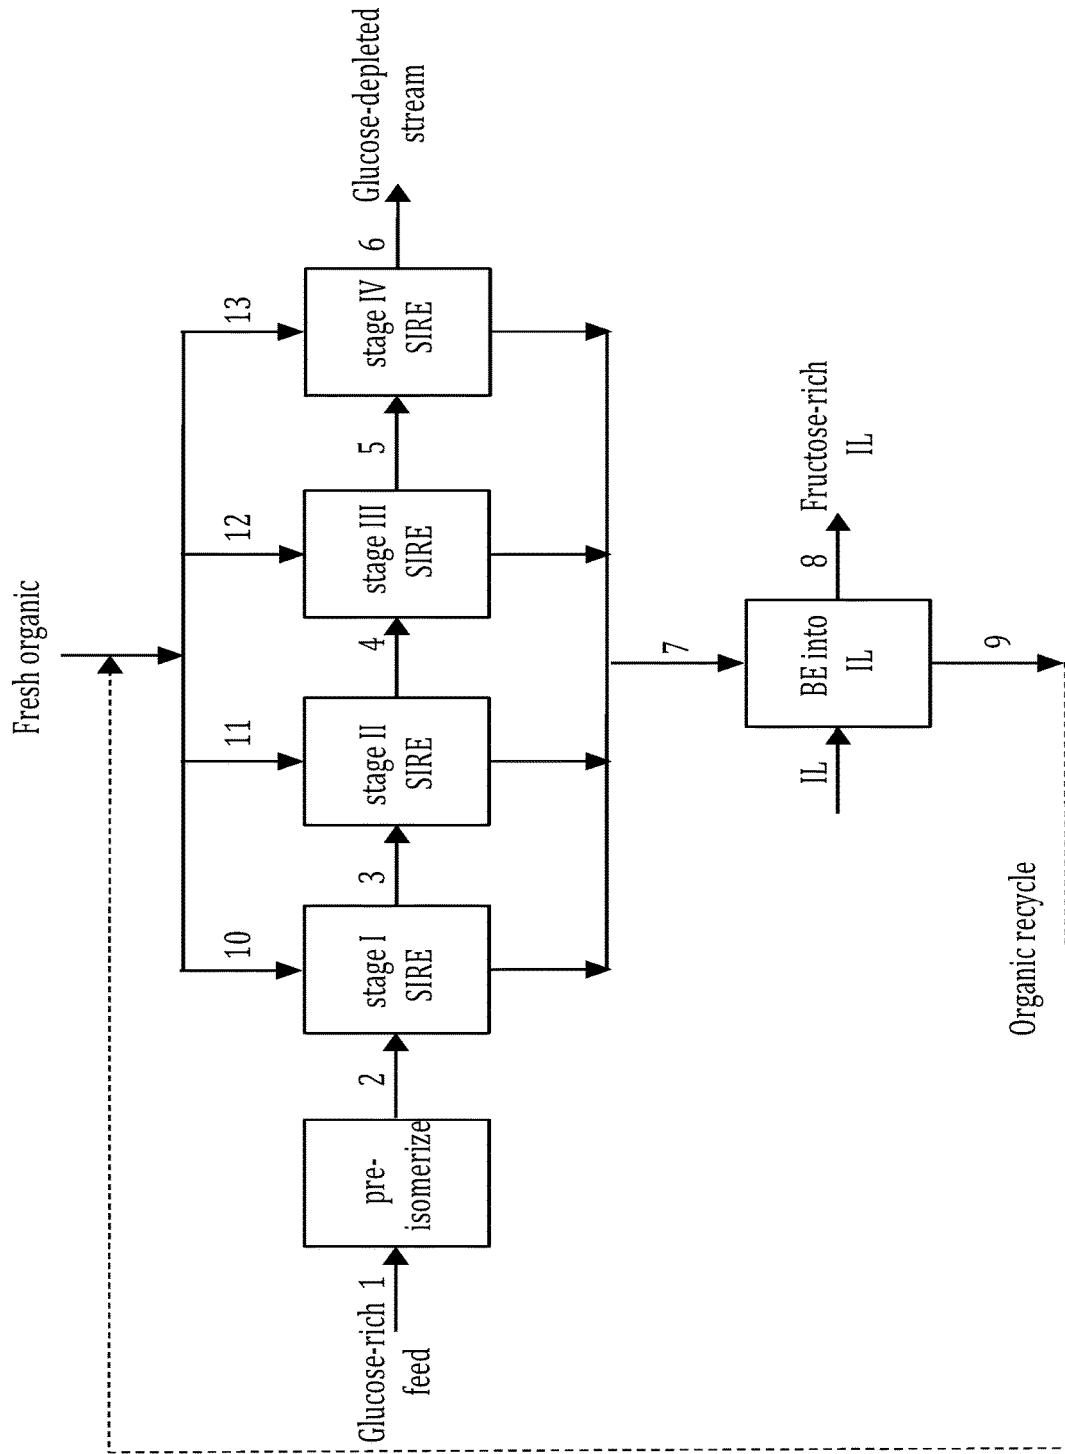 Fresh organic
10
11
12
13
Glucose-rich
feed
1
pre-
isomerize
2
stage I
SIRE
3
stage II
SIRE
4
stage III
SIRE
5
stage IV
SIRE
6
Glucose-depleted
stream
7
IL
BE into
IL
8
Fructose-rich
IL
9
Organic recycle